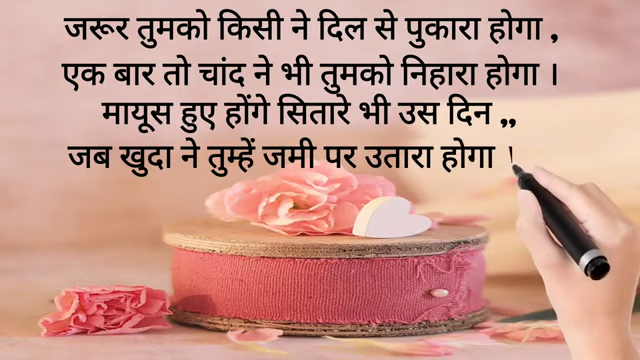 जरूर तुमको किसी ने दिल से पुकारा होगा ,
एक बार तो चांद ने भी तुमको निहारा होगा ।
मायूस हुए होंगे सितारे भी उस दिन ,,
जब खुदा ने तुम्हें जमी पर उतारा होगा ।